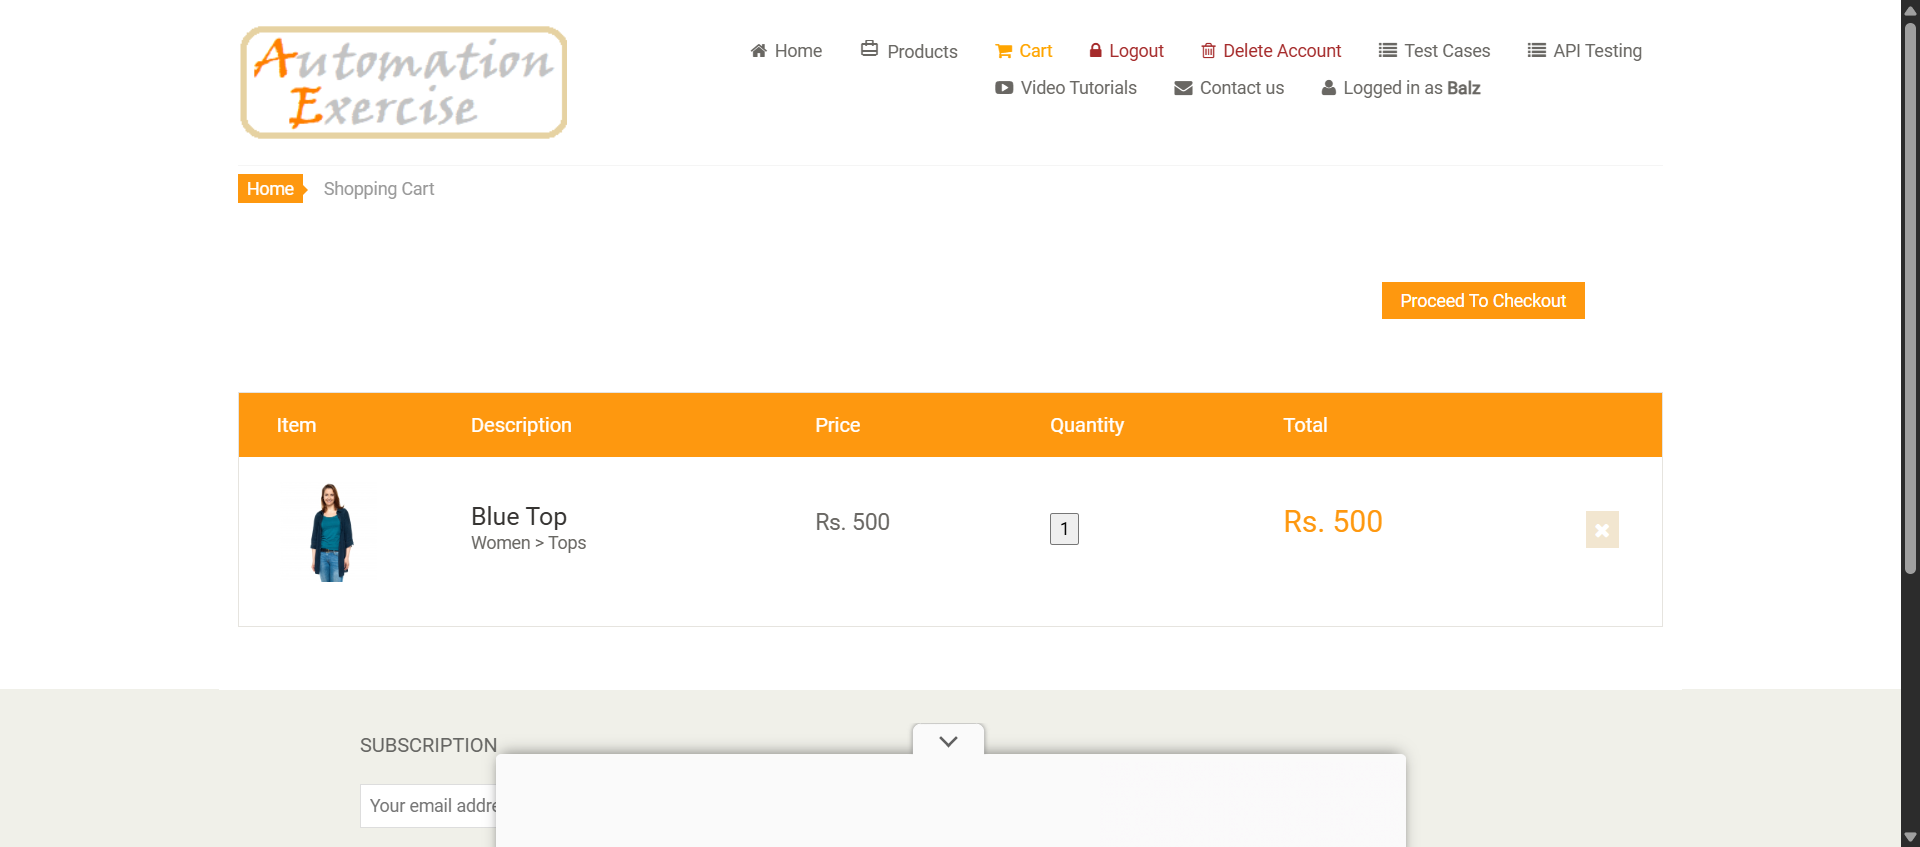 Automation
Exercise
Home Products Cart Logout Delete Account Test Cases API Testing
Video Tutorials Contact us Logged in as Balz
Home Shopping Cart
Proceed To Checkout
Item Description Price Quantity Total
Blue Top Rs. 500 1 Rs. 500
Women > Tops
SUBSCRIPTION
Your email addre